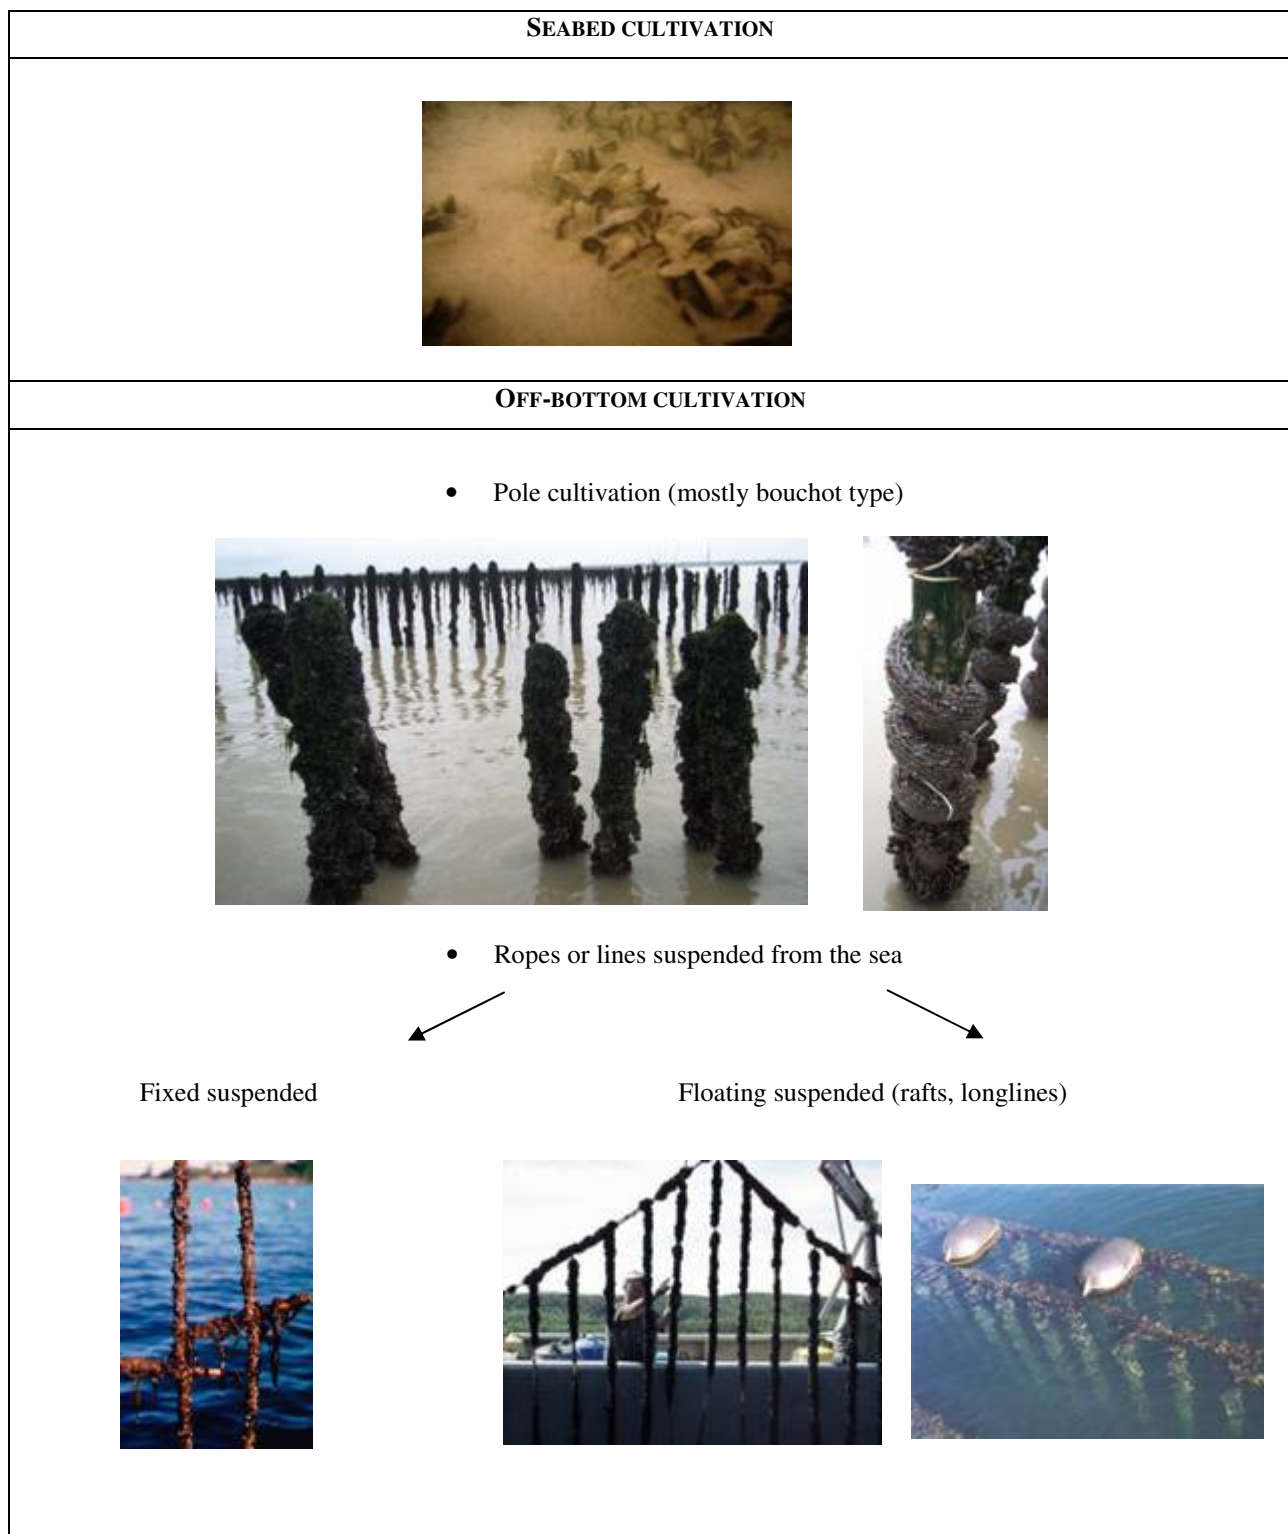 SEABED CULTIVATION
OFF-BOTTOM CULTIVATION
• Pole cultivation (mostly bouchot type)
• Ropes or lines suspended from the sea
Fixed suspended
Floating suspended (rafts, longlines)